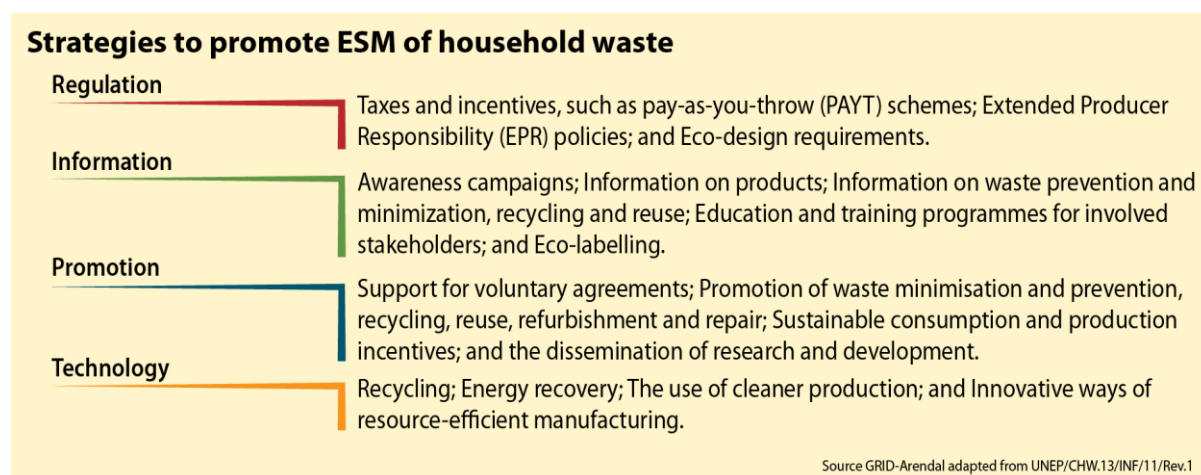 Strategies to promote ESM of household waste
Regulation
Taxes and incentives, such as pay-as-you-throw (PAYT) schemes; Extended Producer
Responsibility (EPR) policies; and Eco-design requirements.
Information
Awareness campaigns; Information on products; Information on waste prevention and
minimization, recycling and reuse; Education and training programmes for involved
stakeholders; and Eco-labelling.
Promotion
Support for voluntary agreements; Promotion of waste minimisation and prevention,
recycling, reuse, refurbishment and repair; Sustainable consumption and production
incentives; and the dissemination of research and development.
Technology
Recycling; Energy recovery; The use of cleaner production; and Innovative ways of
resource-efficient manufacturing.
Source GRID-Arendal adapted from UNEP/CHW.13/INF/11/Rev.1